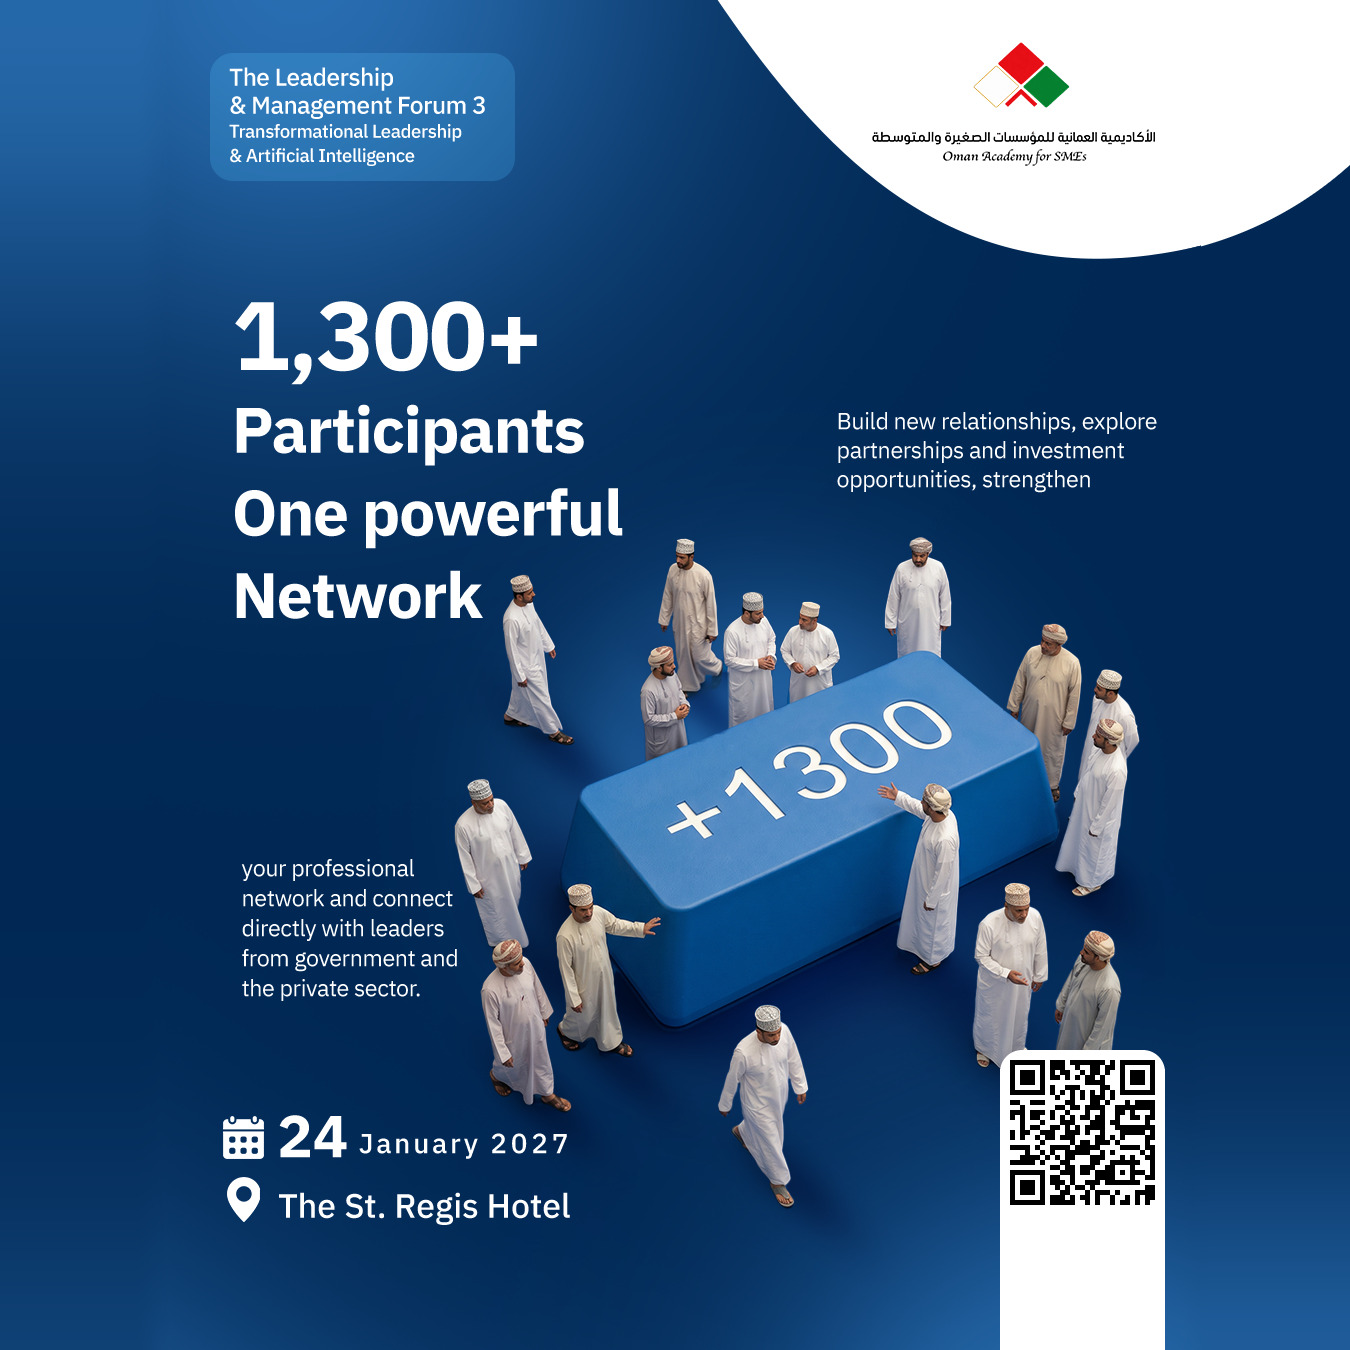 The Leadership
& Management Forum 3
Transformational Leadership
& Artificial Intelligence
الأكاديمية العمانية للمؤسسات الصغيرة والمتوسطة
Oman Academy for SMEs
1,300+
Participants
One powerful
Network
Build new relationships, explore
partnerships and investment
opportunities, strengthen
+1300
your professional
network and connect
directly with leaders
from government and
the private sector.
24 January 2027
The St. Regis Hotel